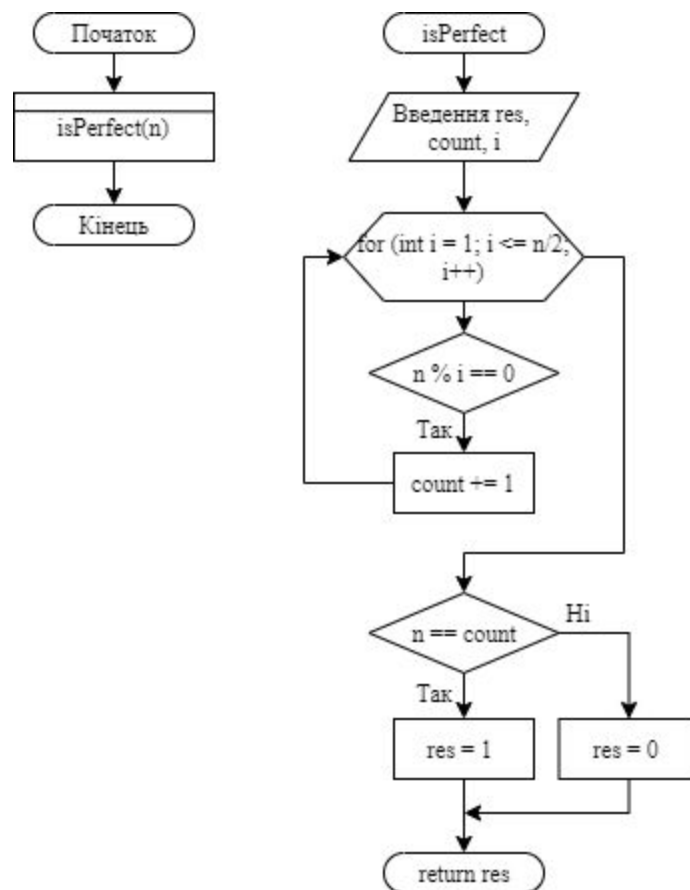 Початок
isPerfect(n)
Кінець
isPerfect
Введення res,
count, i
for (int i = 1; i <= n/2;
i++)
n % i == 0
Так
count += 1
n == count
Ні
Так
res = 1
res = 0
return res